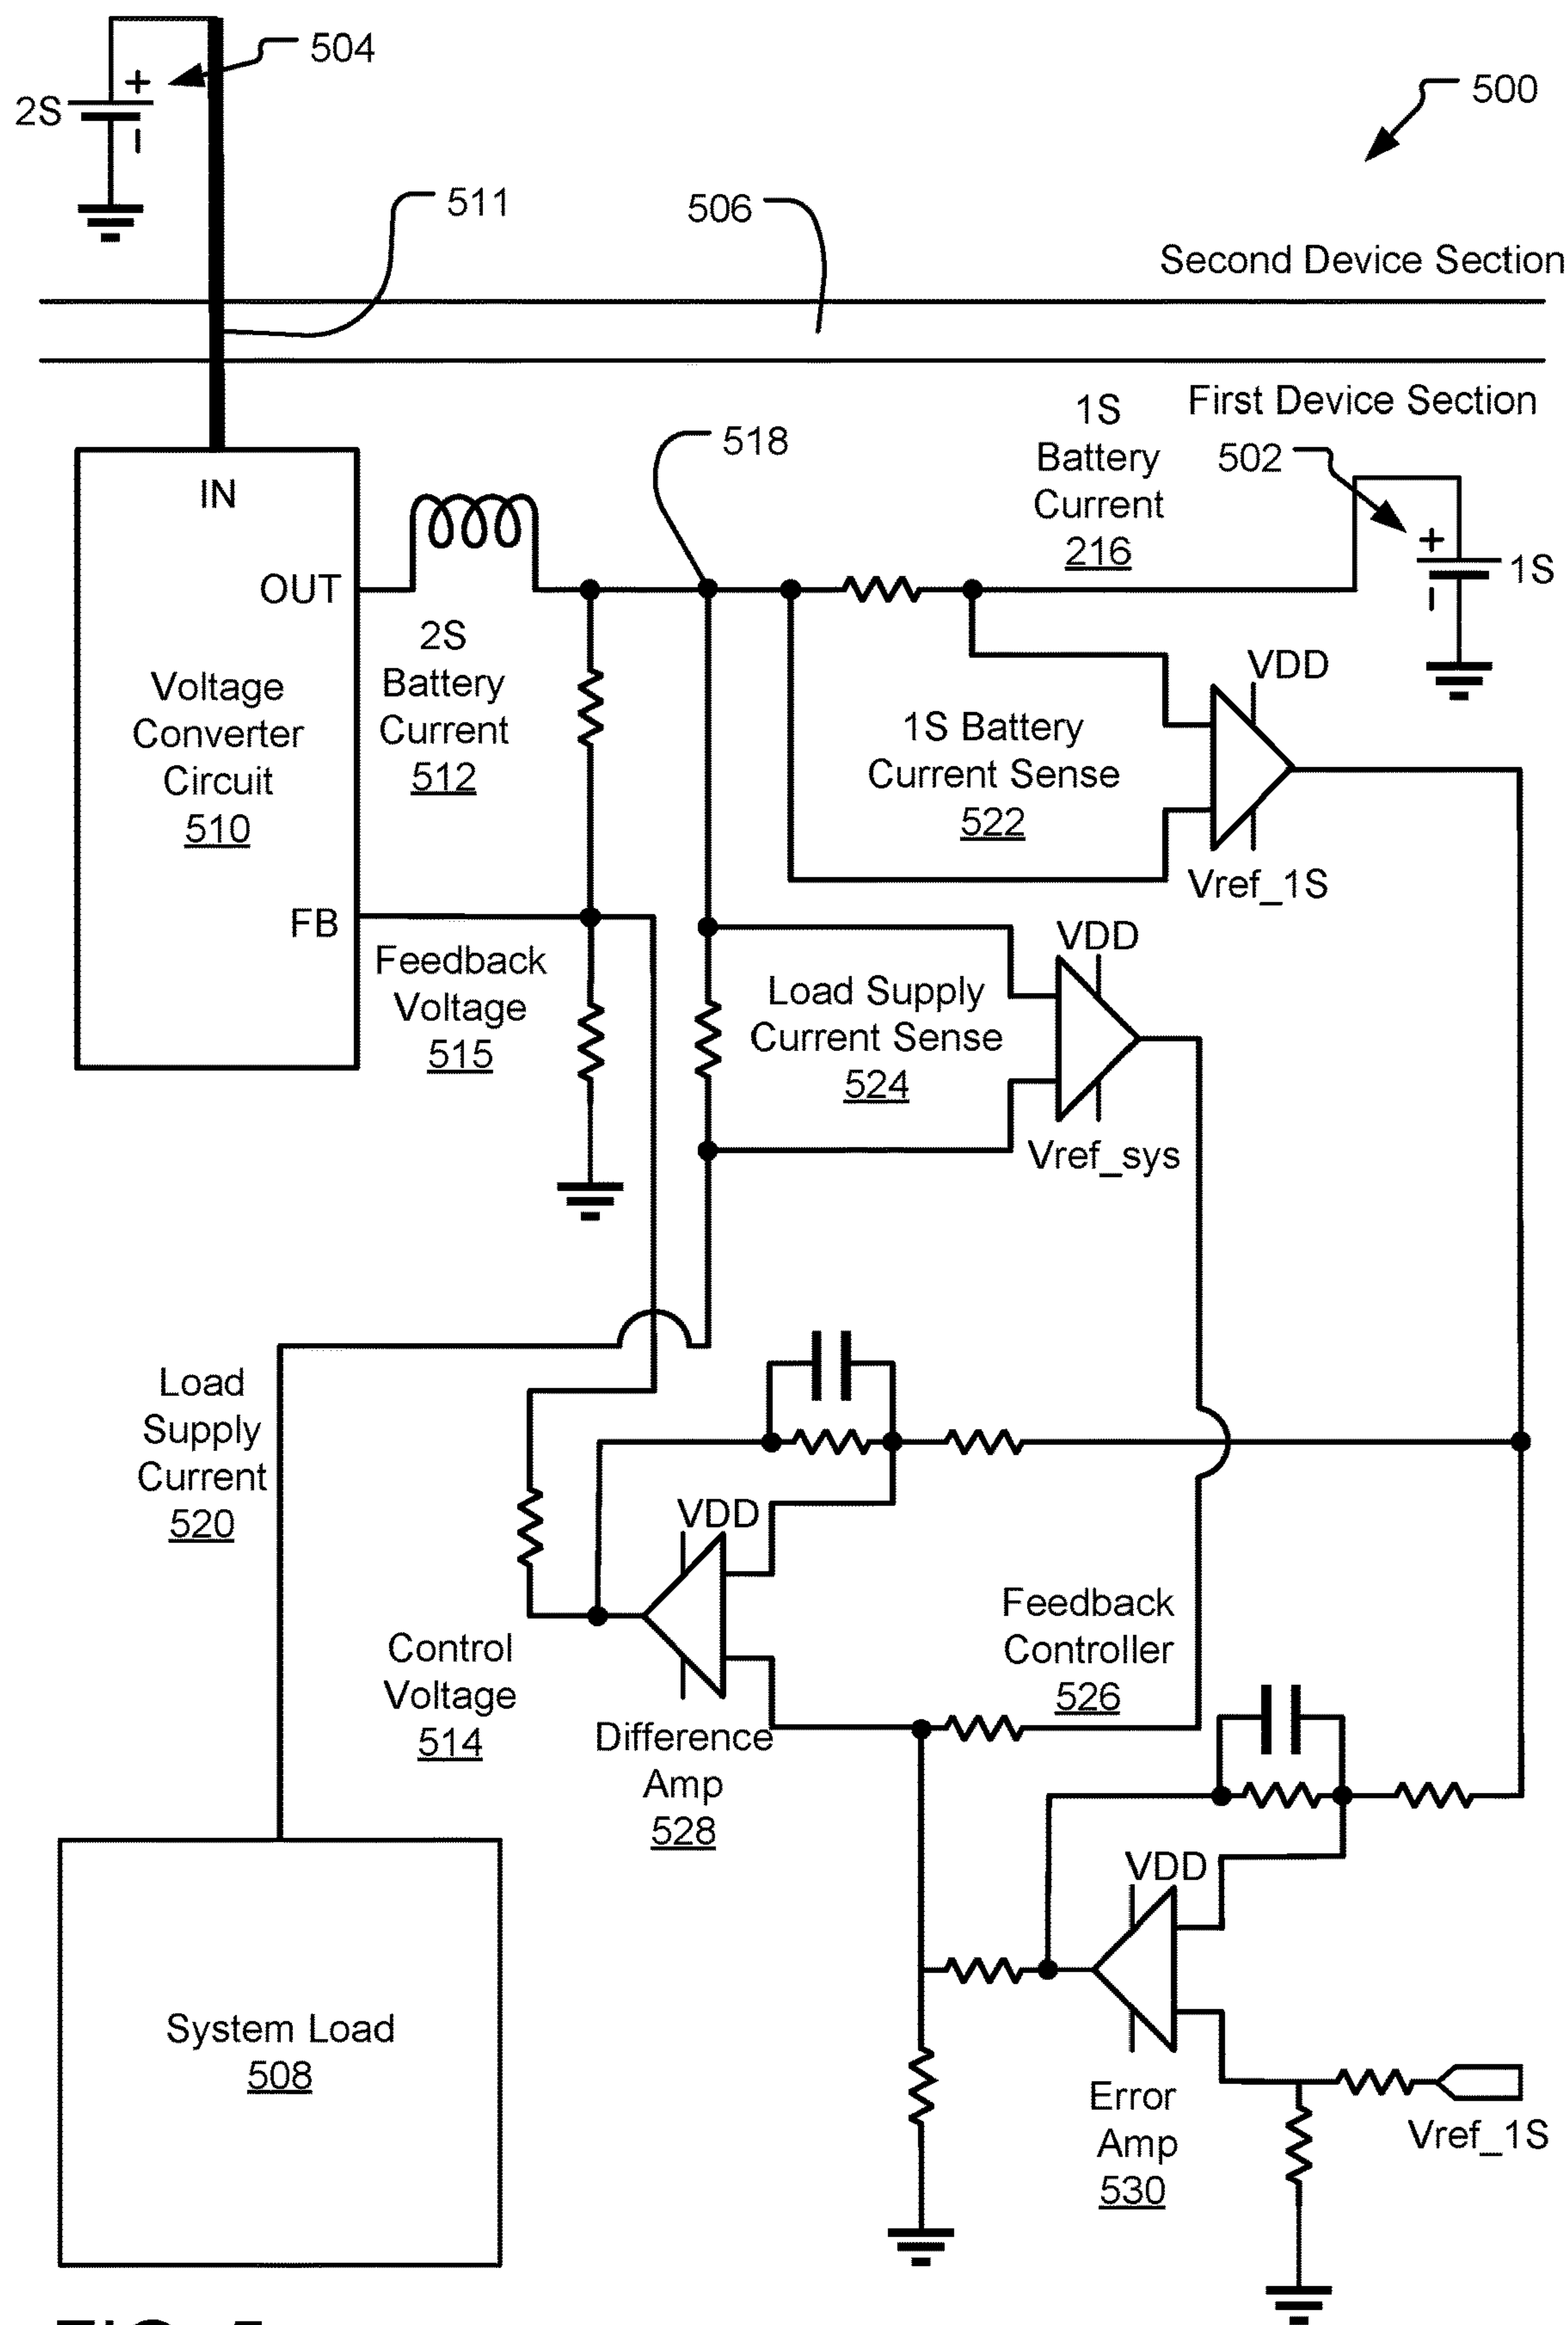 504
500
+
2S
–
511
506
Second Device Section
First Device Section
1S
Battery
Current
216
518
502
+
1S
–
IN
OUT
Voltage
Converter
Circuit
510
FB
2S
Battery
Current
512
VDD
1S Battery
Current Sense
522
Vref_1S
Feedback
Voltage
515
VDD
Load Supply
Current Sense
524
Vref_sys
Load
Supply
Current
520
VDD
Control
Voltage
514
Difference
Amp
528
Feedback
Controller
526
VDD
System Load
508
Error
Amp
530
Vref_1S